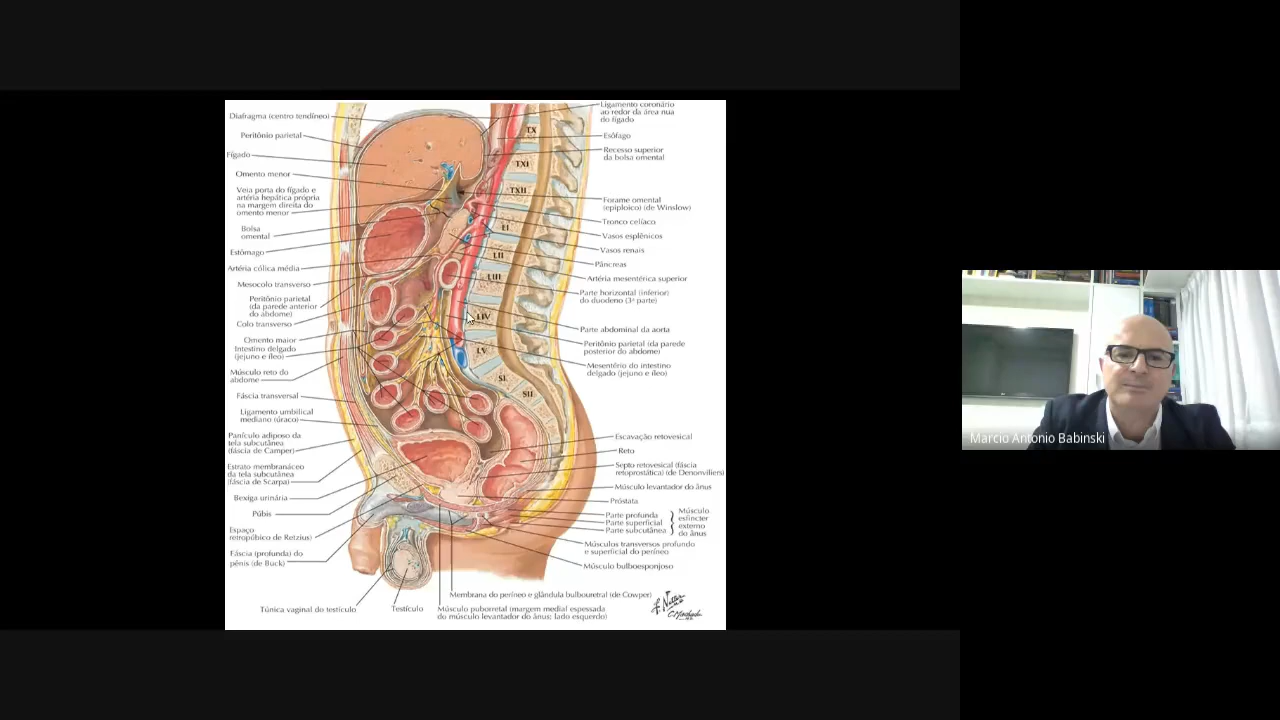 Diafragma (centro tendíneo)
Peritônio parietal
Fígado
Omento menor
Veia porta do fígado e
artéria hepática própria
na margem direita do
omento menor
Bolsa
omental
Estômago
Artéria cólica média
Mesocolo transverso
Peritônio parietal
(da parede anterior
do abdome)
Colo transverso
Omento maior
Intestino delgado
(jejuno e íleo)
Músculo reto do
abdome
Fáscia transversal
Ligamento umbilical
mediano (úraco)
Panículo adiposo da
tela subcutânea
(fáscia de Camper)
Estrato membranáceo
da tela subcutânea
(fáscia de Scarpa)
Bexiga urinária
Púbis
Espaço
retropúbico de Retzius)
Fáscia (profunda) do
pênis (de Buck)
Túnica vaginal do testículo
Testículo
TX
TXI
TXII
LI
LII
LIII
LIV
LV
SI
SII
Ligamento coronário
ao redor da área nua
do fígado
Esôfago
Recesso superior
da bolsa omental
Forame omental
(epiploico) (de Winslow)
Tronco celíaco
Vasos esplênicos
Vasos renais
Pâncreas
Artéria mesentérica superior
Parte horizontal (inferior)
do duodeno (3ª parte)
Parte abdominal da aorta
Peritônio parietal (da parede
posterior do abdome)
Mesentério do intestino
delgado (jejuno e íleo)
Escavação retovesical
Reto
Septo retovesical (fáscia
retoprostática) (de Denonvilliers)
Músculo levantador do ânus
Próstata
Parte profunda
Parte superficial
Parte subcutânea
Músculo
esfíncter
externo
do ânus
Músculos transversos profundo
e superficial do períneo
Músculo bulboesponjoso
Membrana do períneo e glândula bulbouretral (de Cowper)
Músculo puborretal (margem medial espessada
do músculo levantador do ânus: lado esquerdo)
F. Netter
C. Machado
Marcio Antonio Babinski